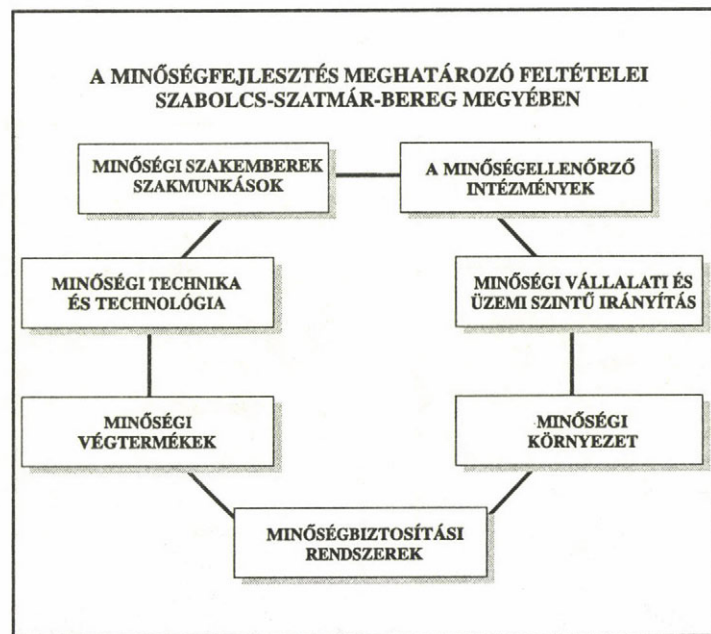 A MINŐSÉGFEJLESZTÉS MEGHATÁROZÓ FELTÉTELEI
SZABOLCS-SZATMÁR-BEREG MEGYÉBEN
MINŐSÉGI SZAKEMBEREK
SZAKMUNKÁSOK
A MINŐSÉGELLENŐRZŐ
INTÉZMÉNYEK
MINŐSÉGI TECHNIKA
ÉS TECHNOLÓGIA
MINŐSÉGI VÁLLALATI ÉS
ÜZEMI SZINTŰ IRÁNYÍTÁS
MINŐSÉGI
VÉGTERMÉKEK
MINŐSÉGI
KÖRNYEZET
MINŐSÉGBIZTOSÍTÁSI
RENDSZEREK